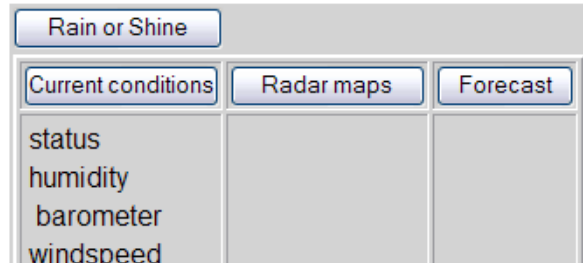 Rain or Shine
Current conditions Radar maps Forecast
status
humidity
barometer
windspeed